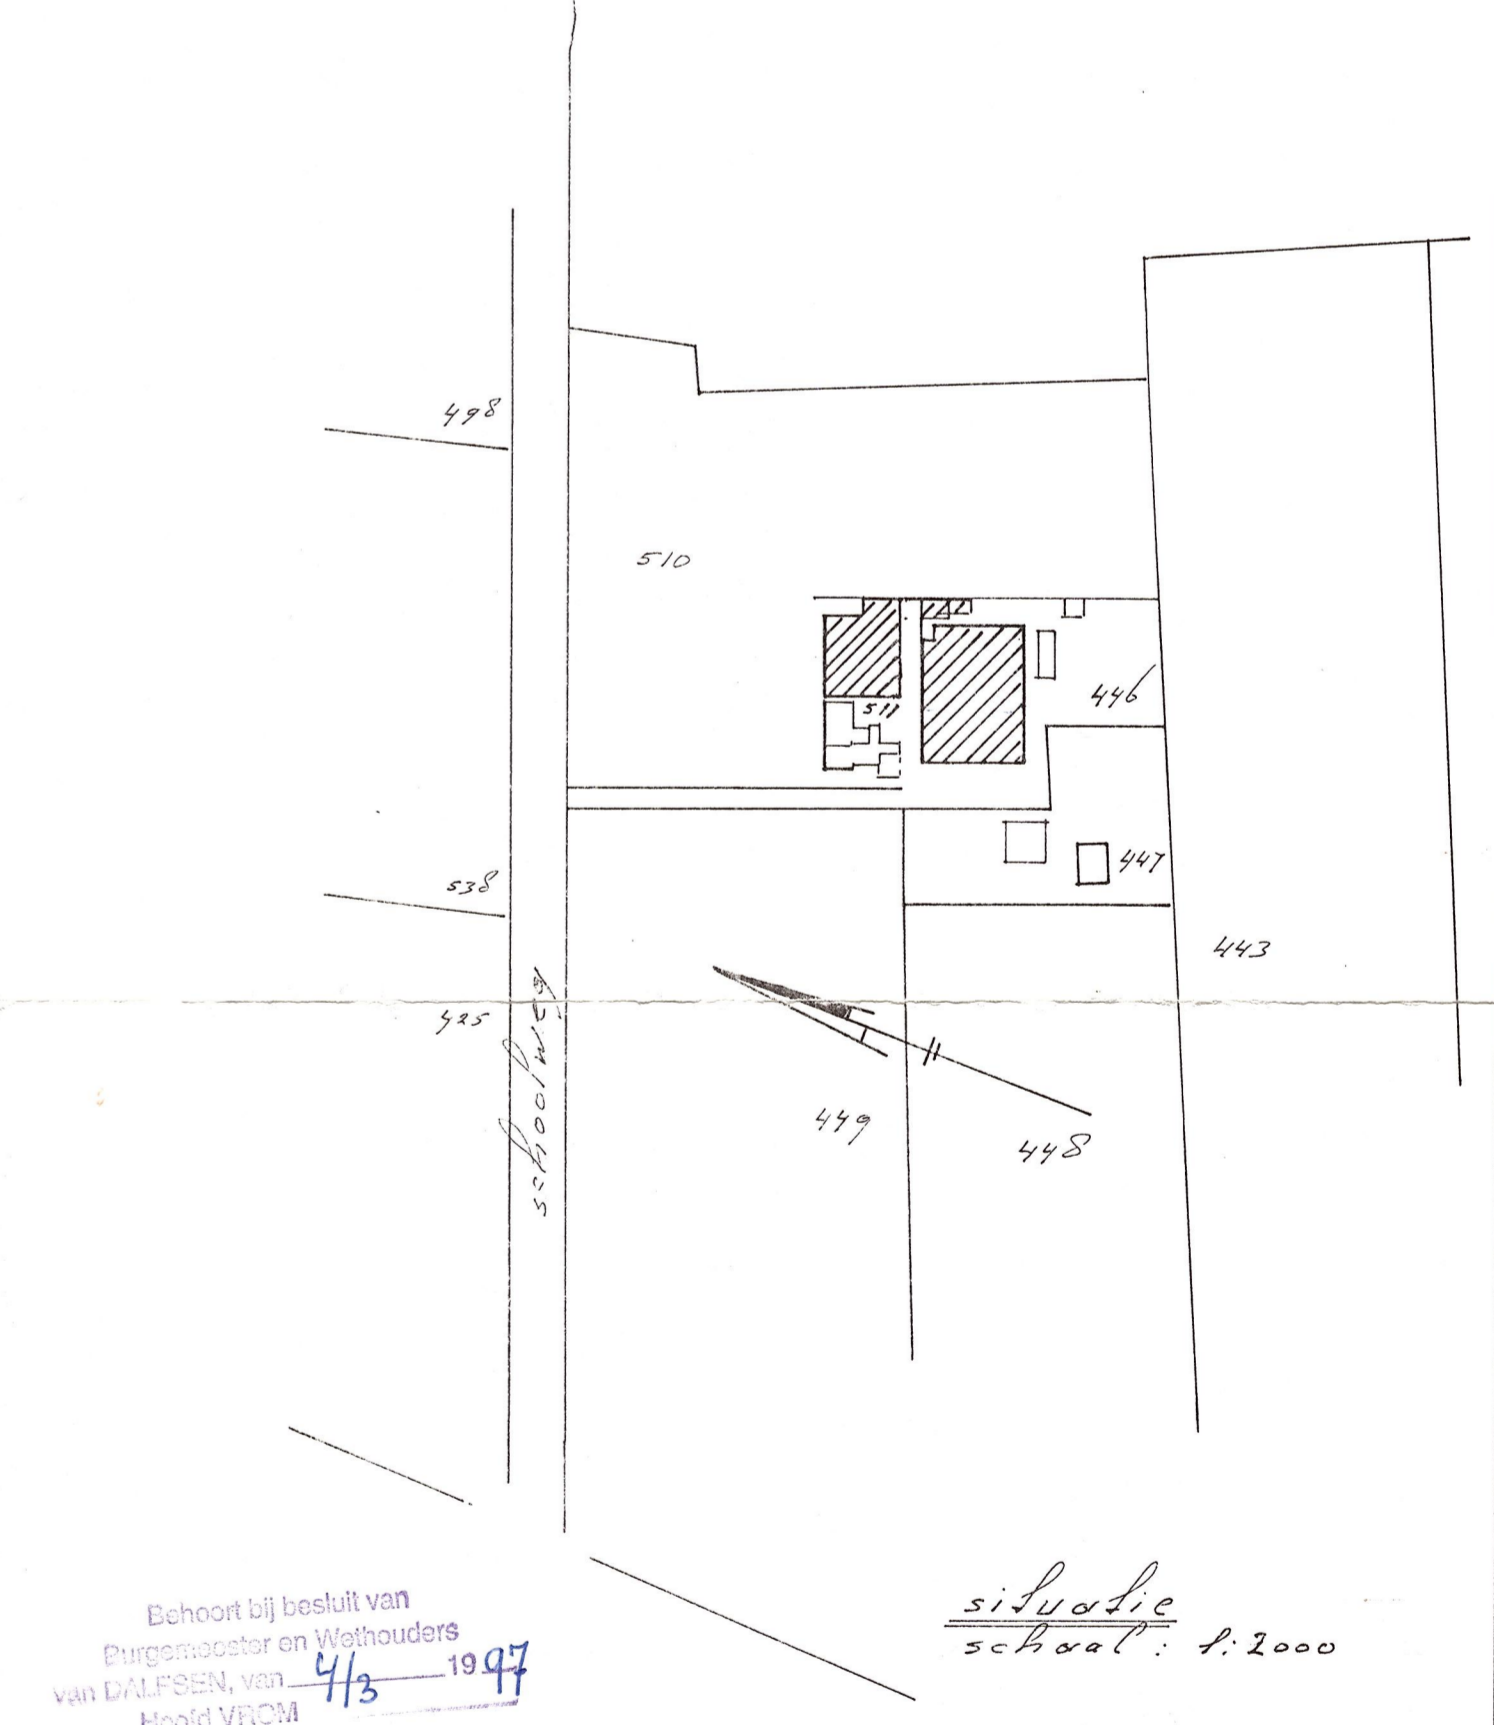 498
510
511
446
538
447
443
425
schoolweg
449
448
situatie
schaal: 1:2000
Behoort bij besluit van
Burgemeester en Wethouders
van DALFSEN, van 4/3 1997
Hoofd VROM